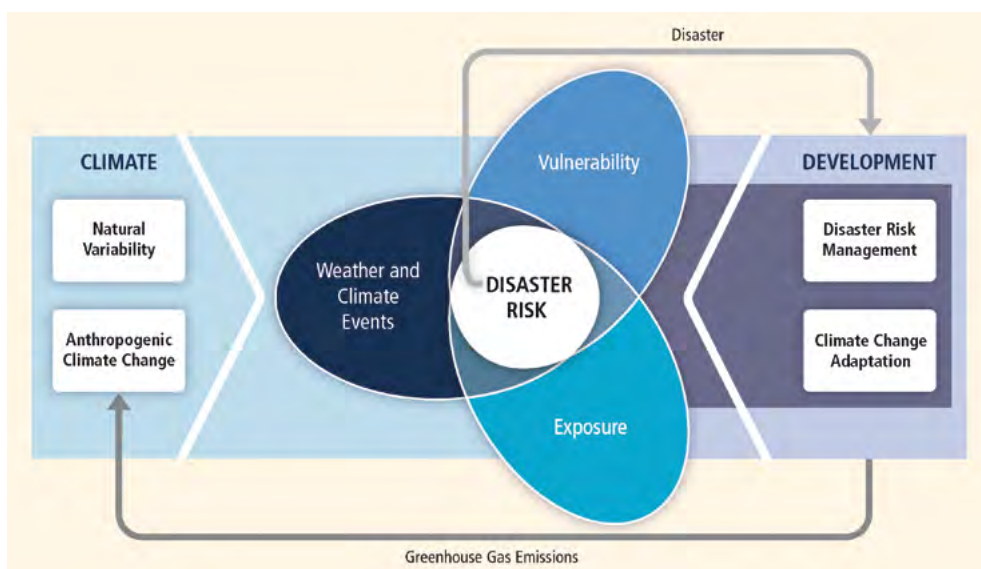 Disaster
CLIMATE
Natural
Variability
Anthropogenic
Climate Change
Weather and
Climate
Events
Vulnerability
DISASTER
RISK
Exposure
DEVELOPMENT
Disaster Risk
Management
Climate Change
Adaptation
Greenhouse Gas Emissions